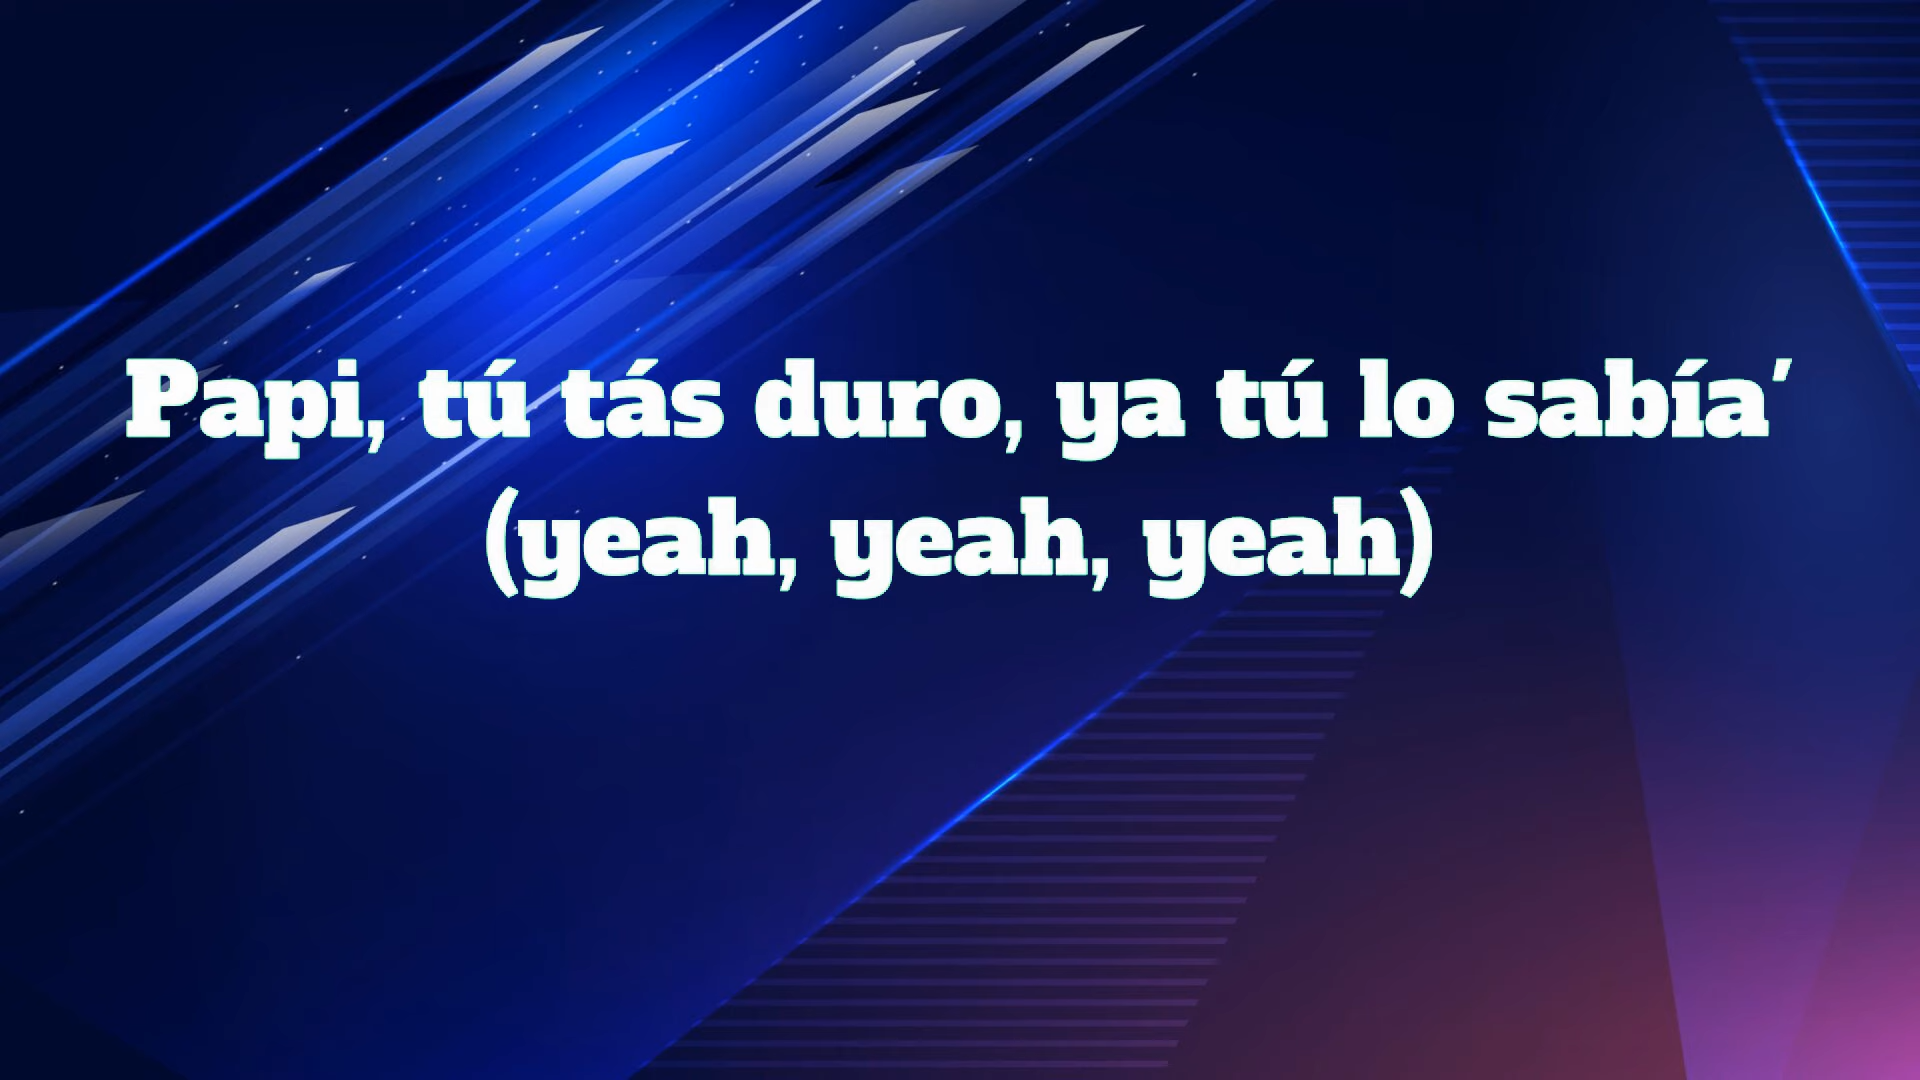 Papi, tú tás duro, ya tú lo sabía’
(yeah, yeah, yeah)